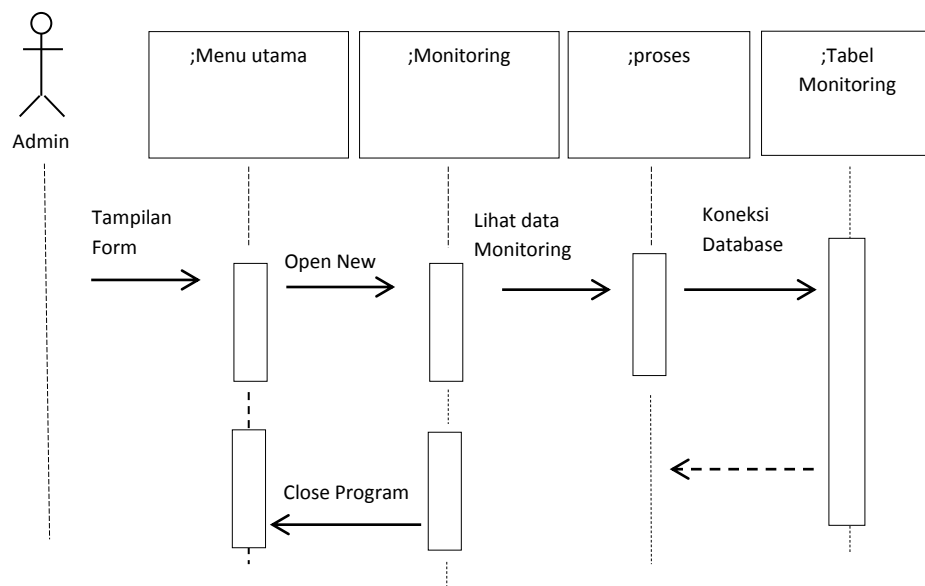 ;Menu utama
;Monitoring
;proses
;Tabel
Monitoring
Admin
Tampilan
Form
Open New
Lihat data
Monitoring
Koneksi
Database
Close Program